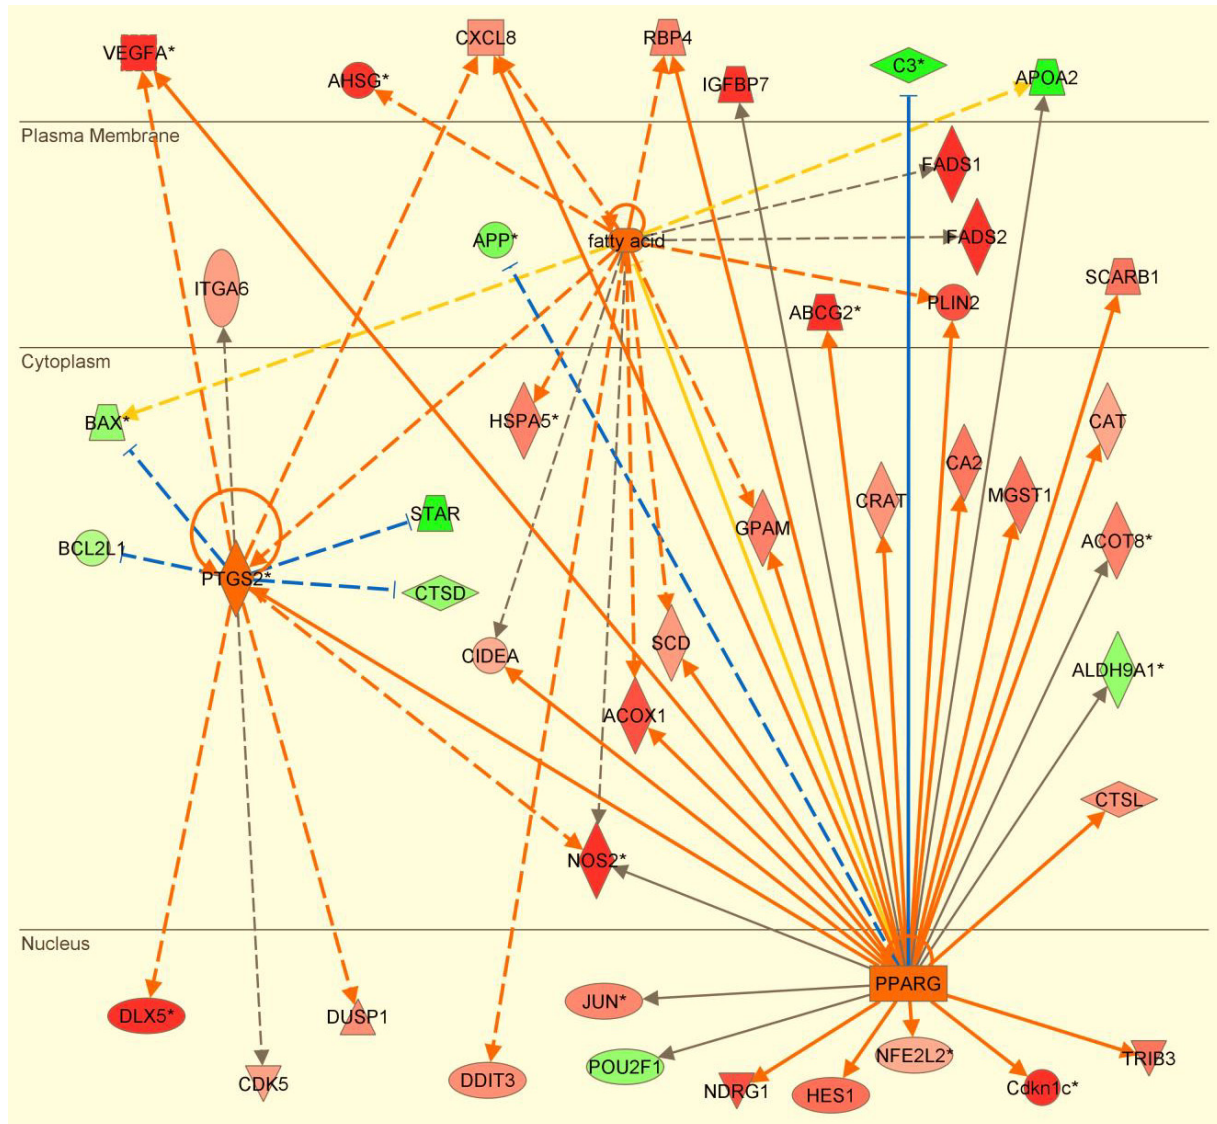 VEGFA*
CXCL8
RBP4
AHSG*
IGFBP7
C3*
APOA2
Plasma Membrane
FADS1
APP*
fatty acid
FADS2
ITGA6
SCARB1
ABCG2*
PLIN2
Cytoplasm
BAX*
HSPA5*
CAT
CA2
CRAT
MGST1
STAR
GPAM
ACOT8*
BCL2L1
PTGS2*
CTSD
CIDEA
SCD
ALDH9A1*
ACOX1
CTSL
NOS2*
Nucleus
PPARG
JUN*
DLX5*
DUSP1
NFE2L2*
TRIB3
POU2F1
CDK5
DDIT3
NDRG1
HES1
Cdkn1c*